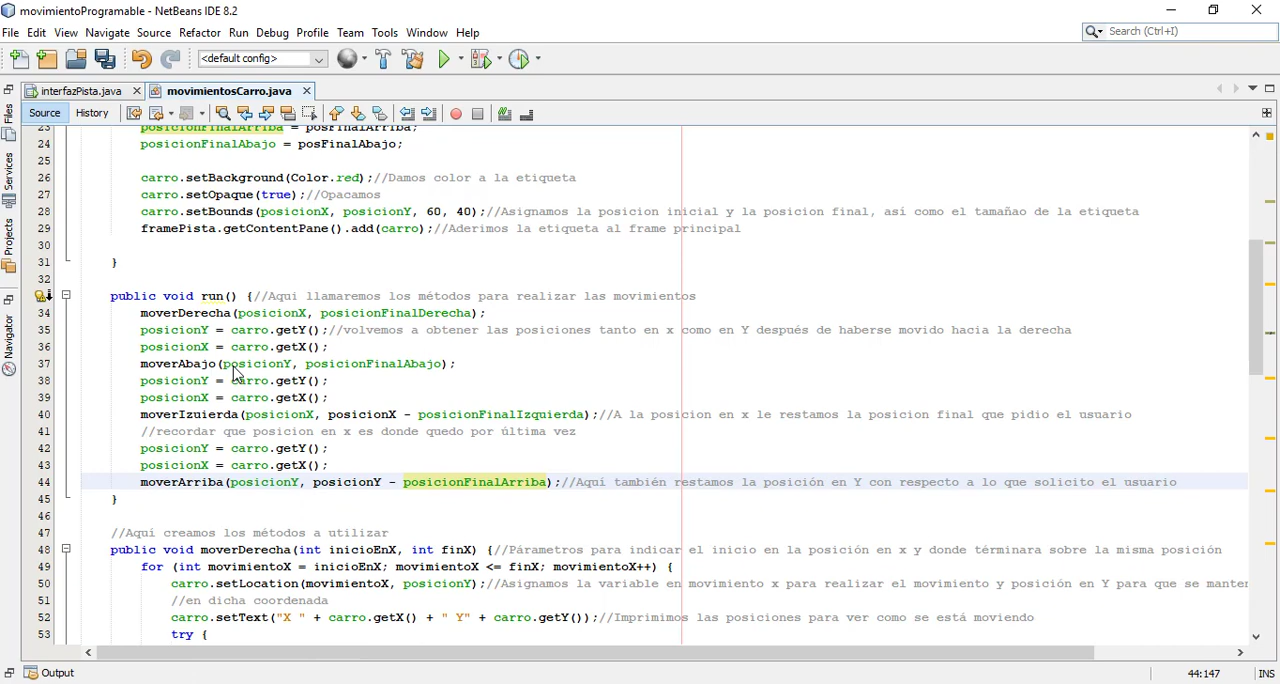 movimientoProgramable - NetBeans IDE 8.2
File Edit View Navigate Source Refactor Run Debug Profile Team Tools Window Help
Search (Ctrl+I)
<default config>
interfazPista.java movimientosCarro.java
Source History
Files
Services
Projects
Navigator
23 posicionFinalArriba = posFinalArriba;
24 posicionFinalAbajo = posFinalAbajo;
25
26 carro.setBackground(Color.red);//Damos color a la etiqueta
27 carro.setOpaque(true);//Opacamos
28 carro.setBounds(posicionX, posicionY, 60, 40);//Asignamos la posicion inicial y la posicion final, así como el tamañao de la etiqueta
29 framePista.getContentPane().add(carro);//Aderimos la etiqueta al frame principal
30
31 }
32
public void run() {//Aqui llamaremos los métodos para realizar las movimientos
34 moverDerecha(posicionX, posicionFinalDerecha);
35 posicionY = carro.getY();//volvemos a obtener las posiciones tanto en x como en Y después de haberse movido hacia la derecha
36 posicionX = carro.getX();
37 moverAbajo(posicionY, posicionFinalAbajo);
38 posicionY = carro.getY();
39 posicionX = carro.getX();
40 moverIzuierda(posicionX, posicionX - posicionFinalIzquierda);//A la posicion en x le restamos la posicion final que pidio el usuario
41 //recordar que posicion en x es donde quedo por última vez
42 posicionY = carro.getY();
43 posicionX = carro.getX();
44 moverArriba(posicionY, posicionY - posicionFinalArriba);//Aquí también restamos la posición en Y con respecto a lo que solicito el usuario
45 }
46
47 //Aquí creamos los métodos a utilizar
48 public void moverDerecha(int inicioEnX, int finX) {//Párametros para indicar el inicio en la posición en x y donde términara sobre la misma posición
49 for (int movimientoX = inicioEnX; movimientoX <= finX; movimientoX++) {
50 carro.setLocation(movimientoX, posicionY);//Asignamos la variable en movimiento x para realizar el movimiento y posición en Y para que se manter
51 //en dicha coordenada
52 carro.setText("X " + carro.getX() + " Y" + carro.getY());//Imprimimos las posiciones para ver como se está moviendo
53 try {
Output
44:147 INS